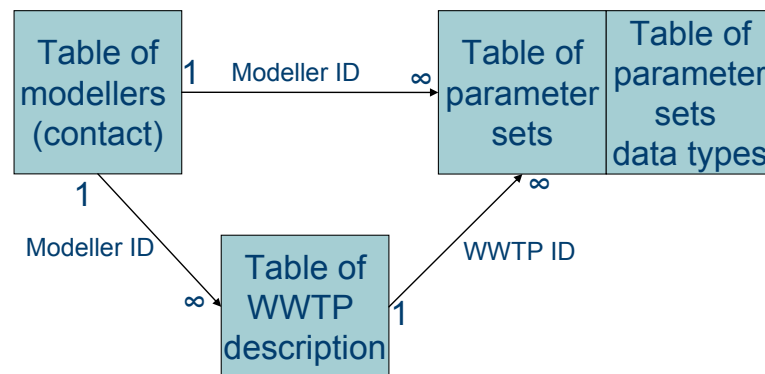 Table of
modellers
(contact)
1
Modeller ID
∞
Table of
parameter
sets
Table of
parameter
sets
data types
1
Modeller ID
∞
∞
WWTP ID
Table of
WWTP
description
1